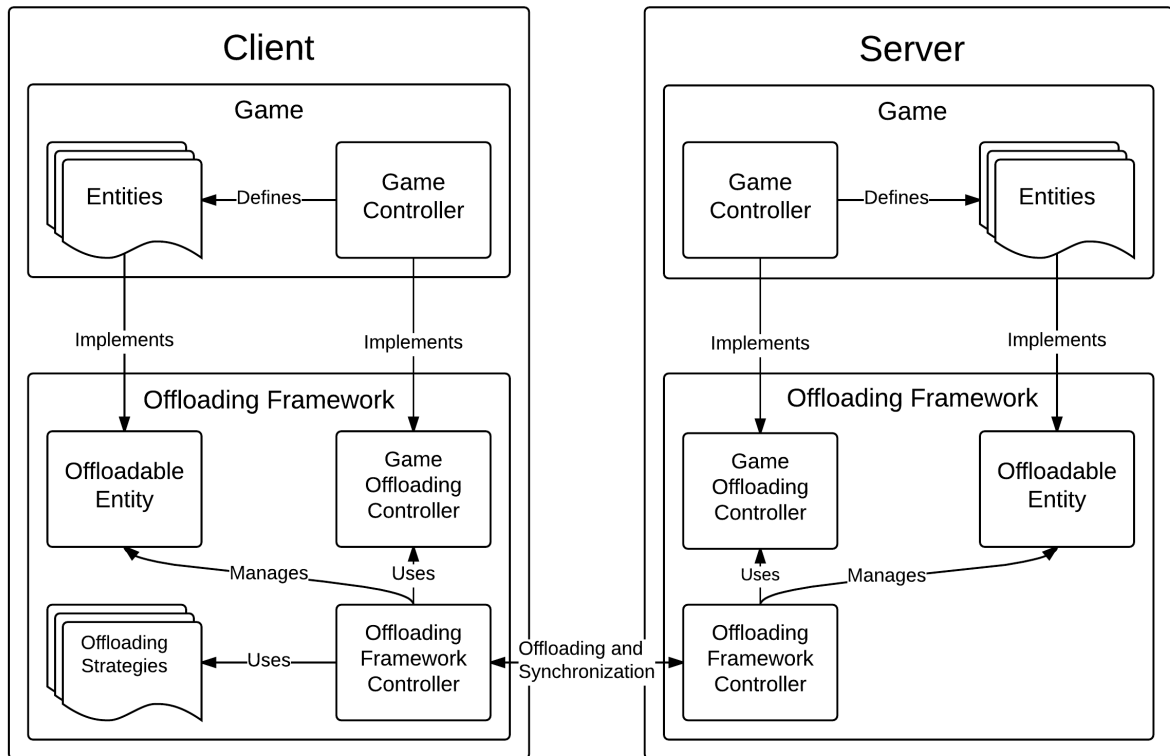 Client
Game
Entities
Defines
Game
Controller
Implements
Implements
Offloading Framework
Offloadable
Entity
Game
Offloading
Controller
Manages
Uses
Offloading
Strategies
Uses
Offloading
Framework
Controller
Offloading and
Synchronization
Server
Game
Game
Controller
Defines
Entities
Implements
Implements
Offloading Framework
Game
Offloading
Controller
Offloadable
Entity
Uses
Manages
Offloading
Framework
Controller